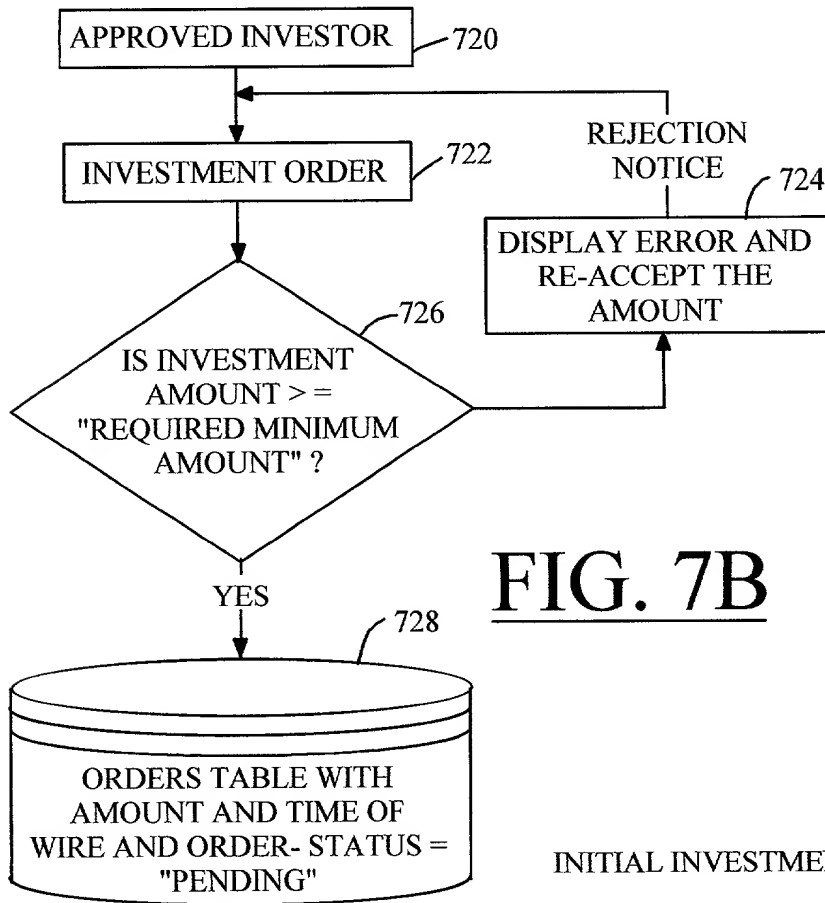 APPROVED INVESTOR
720
INVESTMENT ORDER
722
REJECTION
NOTICE
724
DISPLAY ERROR AND
RE-ACCEPT THE
AMOUNT
726
IS INVESTMENT
AMOUNT > =
"REQUIRED MINIMUM
AMOUNT" ?
YES
FIG. 7B
728
ORDERS TABLE WITH
AMOUNT AND TIME OF
WIRE AND ORDER- STATUS =
"PENDING"
INITIAL INVESTME